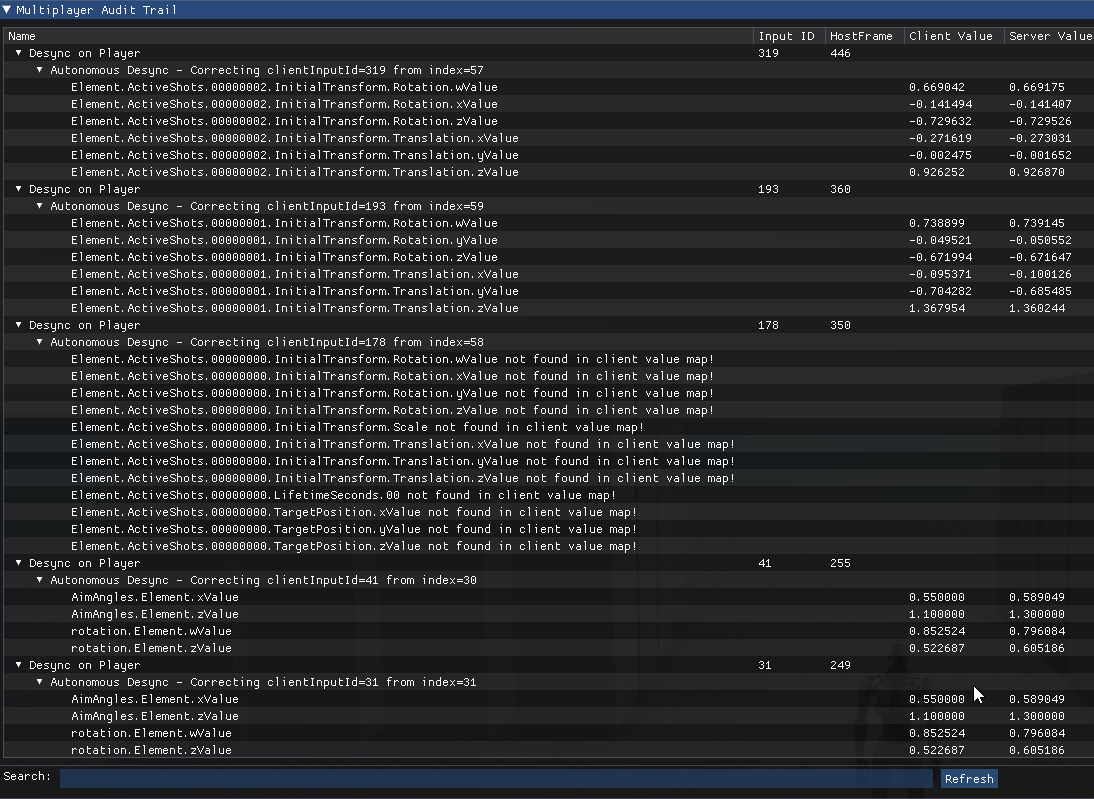 Multiplayer Audit Trail
Name Input ID HostFrame Client Value Server Value
Desync on Player 319 446
Autonomous Desync - Correcting clientInputId=319 from index=57
Element.ActiveShots.00000002.InitialTransform.Rotation.wValue 0.669042 0.669175
Element.ActiveShots.00000002.InitialTransform.Rotation.xValue -0.141494 -0.141407
Element.ActiveShots.00000002.InitialTransform.Rotation.zValue -0.729632 -0.729526
Element.ActiveShots.00000002.InitialTransform.Translation.xValue -0.271619 -0.273031
Element.ActiveShots.00000002.InitialTransform.Translation.yValue -0.002475 -0.001652
Element.ActiveShots.00000002.InitialTransform.Translation.zValue 0.926252 0.926870
Desync on Player 193 360
Autonomous Desync - Correcting clientInputId=193 from index=59
Element.ActiveShots.00000001.InitialTransform.Rotation.wValue 0.738899 0.739145
Element.ActiveShots.00000001.InitialTransform.Rotation.yValue -0.049521 -0.050552
Element.ActiveShots.00000001.InitialTransform.Rotation.zValue -0.671994 -0.671647
Element.ActiveShots.00000001.InitialTransform.Translation.xValue -0.095371 -0.100126
Element.ActiveShots.00000001.InitialTransform.Translation.yValue -0.704282 -0.685485
Element.ActiveShots.00000001.InitialTransform.Translation.zValue 1.367954 1.360244
Desync on Player 178 350
Autonomous Desync - Correcting clientInputId=178 from index=58
Element.ActiveShots.00000000.InitialTransform.Rotation.wValue not found in client value map!
Element.ActiveShots.00000000.InitialTransform.Rotation.xValue not found in client value map!
Element.ActiveShots.00000000.InitialTransform.Rotation.yValue not found in client value map!
Element.ActiveShots.00000000.InitialTransform.Rotation.zValue not found in client value map!
Element.ActiveShots.00000000.InitialTransform.Scale not found in client value map!
Element.ActiveShots.00000000.InitialTransform.Translation.xValue not found in client value map!
Element.ActiveShots.00000000.InitialTransform.Translation.yValue not found in client value map!
Element.ActiveShots.00000000.InitialTransform.Translation.zValue not found in client value map!
Element.ActiveShots.00000000.LifetimeSeconds.00 not found in client value map!
Element.ActiveShots.00000000.TargetPosition.xValue not found in client value map!
Element.ActiveShots.00000000.TargetPosition.yValue not found in client value map!
Element.ActiveShots.00000000.TargetPosition.zValue not found in client value map!
Desync on Player 41 255
Autonomous Desync - Correcting clientInputId=41 from index=30
AimAngles.Element.xValue 0.550000 0.589049
AimAngles.Element.zValue 1.100000 1.300000
rotation.Element.wValue 0.852524 0.796084
rotation.Element.zValue 0.522687 0.605186
Desync on Player 31 249
Autonomous Desync - Correcting clientInputId=31 from index=31
AimAngles.Element.xValue 0.550000 0.589049
AimAngles.Element.zValue 1.100000 1.300000
rotation.Element.wValue 0.852524 0.796084
rotation.Element.zValue 0.522687 0.605186
Search: Refresh